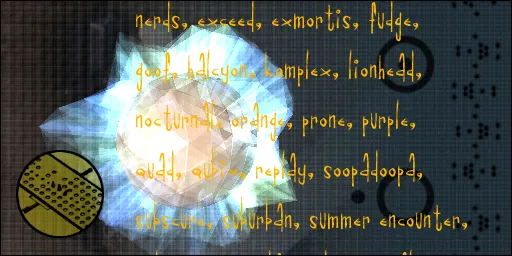 nerds, exceed, exmortis, fudge,
goof, halcyon, komplex, lionhead,
nocturnal, orange, prone, purple,
quad, qubic, replay, soopadoopa,
subscure, suburban, summer encounter,